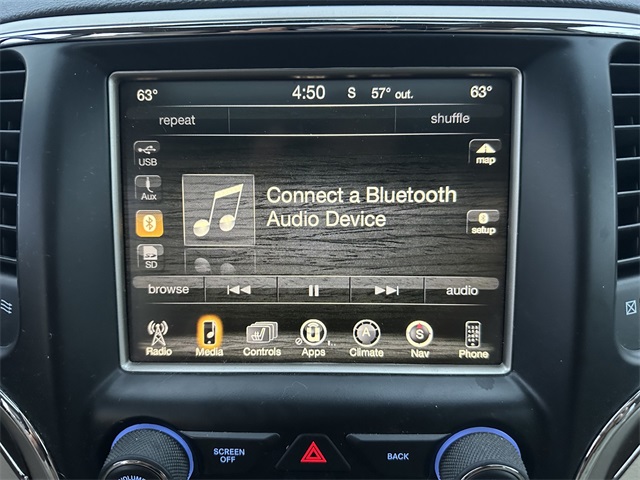 63° 4:50 S 57° out. 63°
repeat shuffle
USB
map
Aux
Connect a Bluetooth
Audio Device
setup
SD
browse audio
Radio Media Controls Apps Climate Nav Phone
A
S
SCREEN
OFF
BACK
VOLUME